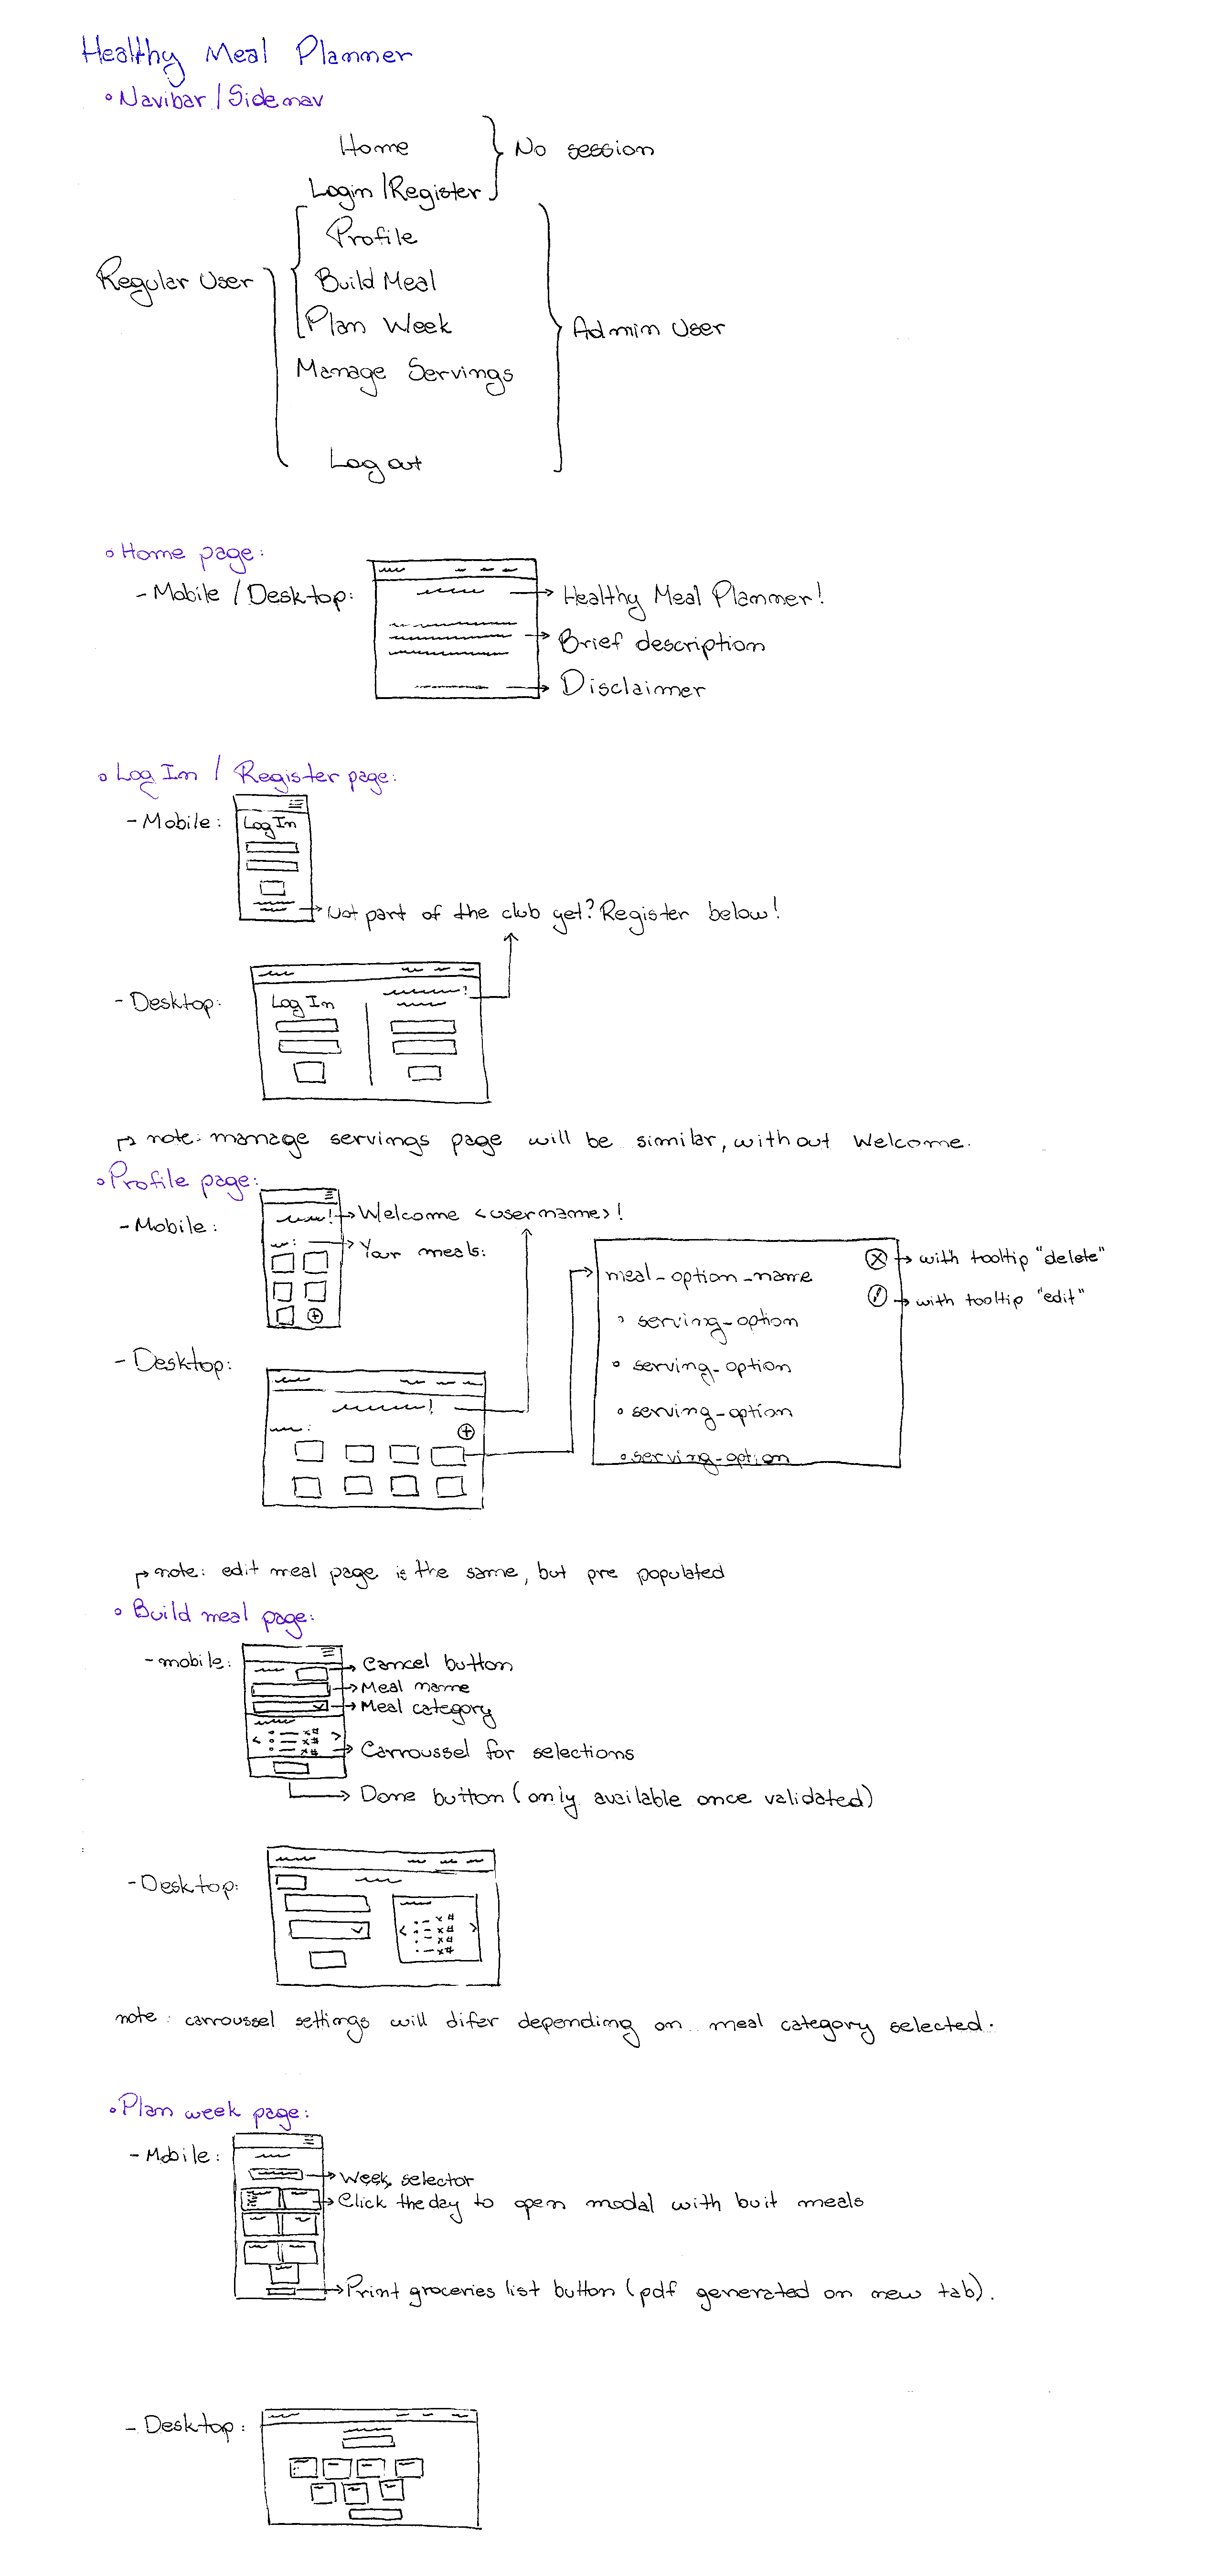 Healthy Meal Planner
◦ Navbar / Sidenav
Home
No session
Login / Register
Profile
Regular User
Build Meal
Plan Week
Admin User
Manage Servings
Log out
◦ Home page:
- Mobile / Desktop:
Healthy Meal Planner!
Brief description
Disclaimer
◦ Log In / Register page:
- Mobile:
Log In
Not part of the club yet? Register below!
- Desktop:
Log In
note: manage servings page will be similar, without Welcome.
◦ Profile page:
- Mobile:
Welcome <username>!
Your meals:
with tooltip "delete"
meal-option-name
with tooltip "edit"
◦ serving-option
- Desktop:
◦ serving-option
◦ serving-option
◦ serving-option
note: edit meal page is the same, but pre populated
◦ Build meal page:
- mobile:
Cancel button
Meal name
Meal category
x#
x#
x#
Carroussel for selections
Done button (only available once validated)
- Desktop:
x#
x#
x#
x#
note: carroussel settings will difer depending on meal category selected.
◦ Plan week page:
- Mobile:
Week selector
Click the day to open modal with buit meals
Print groceries list button (pdf generated on new tab).
- Desktop: